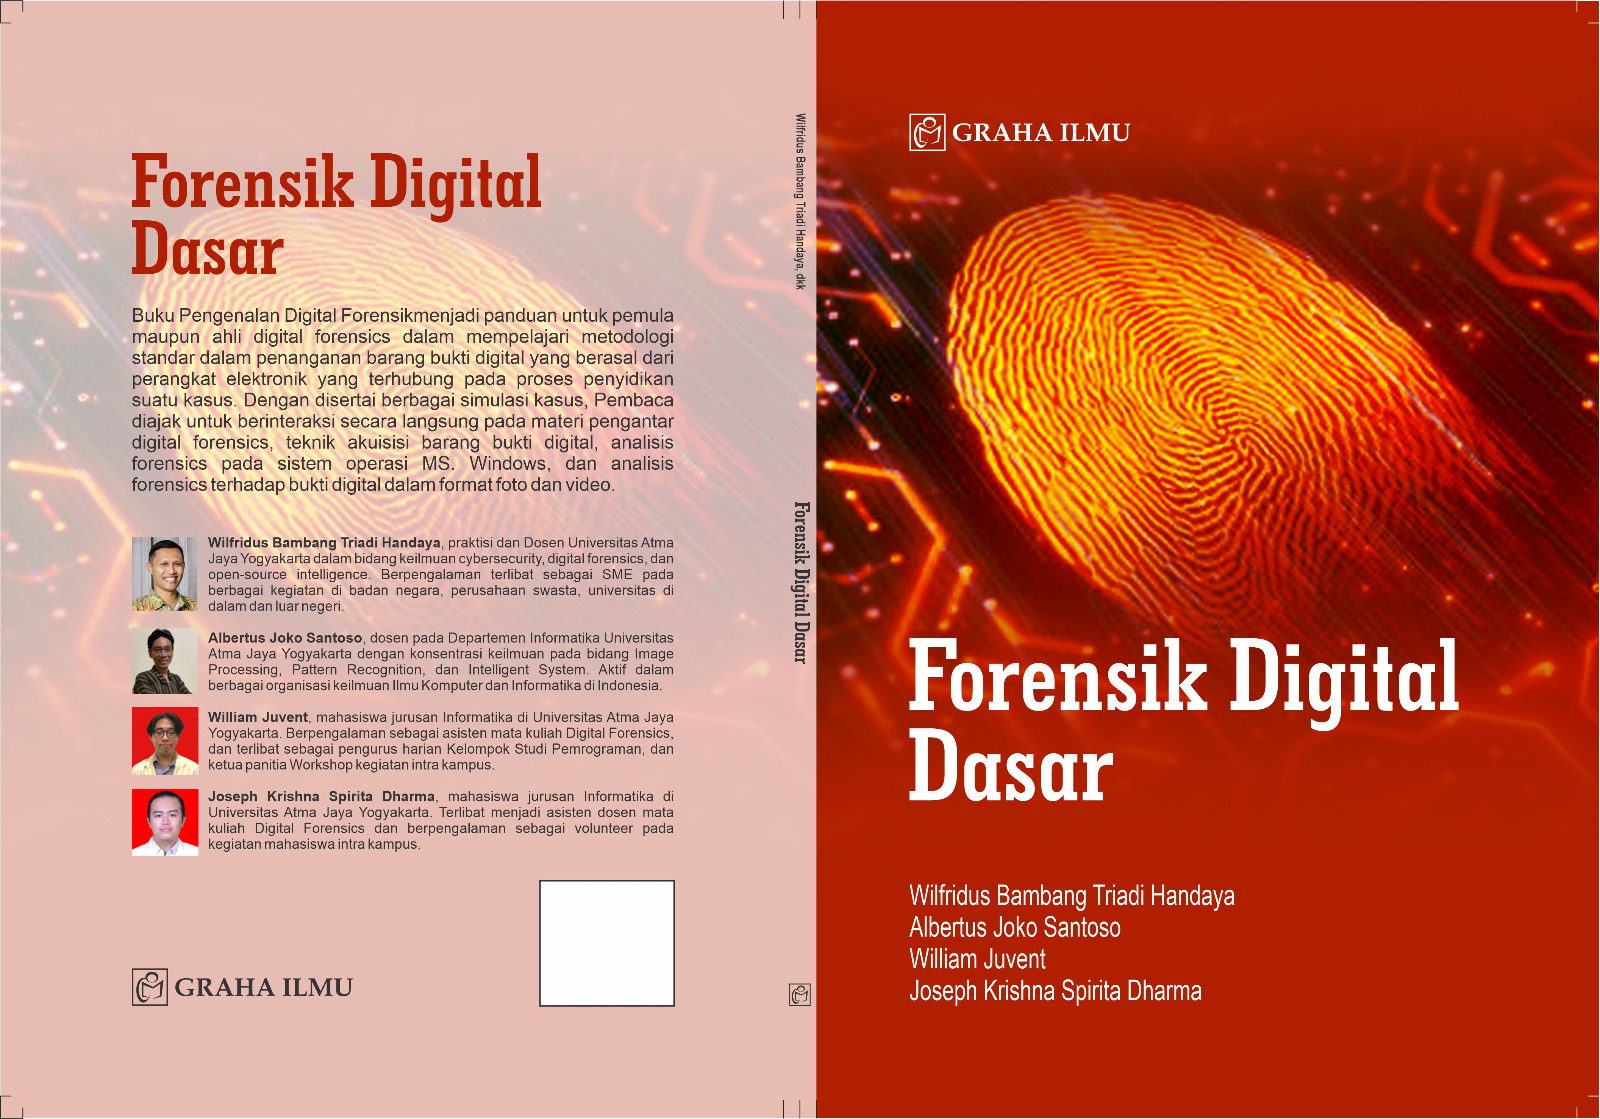 Forensik Digital
Dasar
Buku Pengenalan Digital Forensikmenjadi panduan untuk pemula
maupun ahli digital forensics dalam mempelajari metodologi
standar dalam penanganan barang bukti digital yang berasal dari
perangkat elektronik yang terhubung pada proses penyidikan
suatu kasus. Dengan disertai berbagai simulasi kasus, Pembaca
diajak untuk berinteraksi secara langsung pada materi pengantar
digital forensics, teknik akuisisi barang bukti digital, analisis
forensics pada sistem operasi MS. Windows, dan analisis
forensics terhadap bukti digital dalam format foto dan video.
Wilfridus Bambang Triadi Handaya, praktisi dan Dosen Universitas Atma
Jaya Yogyakarta dalam bidang keilmuan cybersecurity, digital forensics, dan
open-source intelligence. Berpengalaman terlibat sebagai SME pada
berbagai kegiatan di badan negara, perusahaan swasta, universitas di
dalam dan luar negeri.
Albertus Joko Santoso, dosen pada Departemen Informatika Universitas
Atma Jaya Yogyakarta dengan konsentrasi keilmuan pada bidang Image
Processing, Pattern Recognition, dan Intelligent System. Aktif dalam
berbagai organisasi keilmuan Ilmu Komputer dan Informatika di Indonesia.
William Juvent, mahasiswa jurusan Informatika di Universitas Atma Jaya
Yogyakarta. Berpengalaman sebagai asisten mata kuliah Digital Forensics,
dan terlibat sebagai pengurus harian Kelompok Studi Pemrograman, dan
ketua panitia Workshop kegiatan intra kampus.
Joseph Krishna Spirita Dharma, mahasiswa jurusan Informatika di
Universitas Atma Jaya Yogyakarta. Terlibat menjadi asisten dosen mata
kuliah Digital Forensics dan berpengalaman sebagai volunteer pada
kegiatan mahasiswa intra kampus.
GRAHA ILMU
Wilfridus Bambang Triadi Handaya, dkk
Forensik Digital Dasar
GRAHA ILMU
Forensik Digital
Dasar
Wilfridus Bambang Triadi Handaya
Albertus Joko Santoso
William Juvent
Joseph Krishna Spirita Dharma